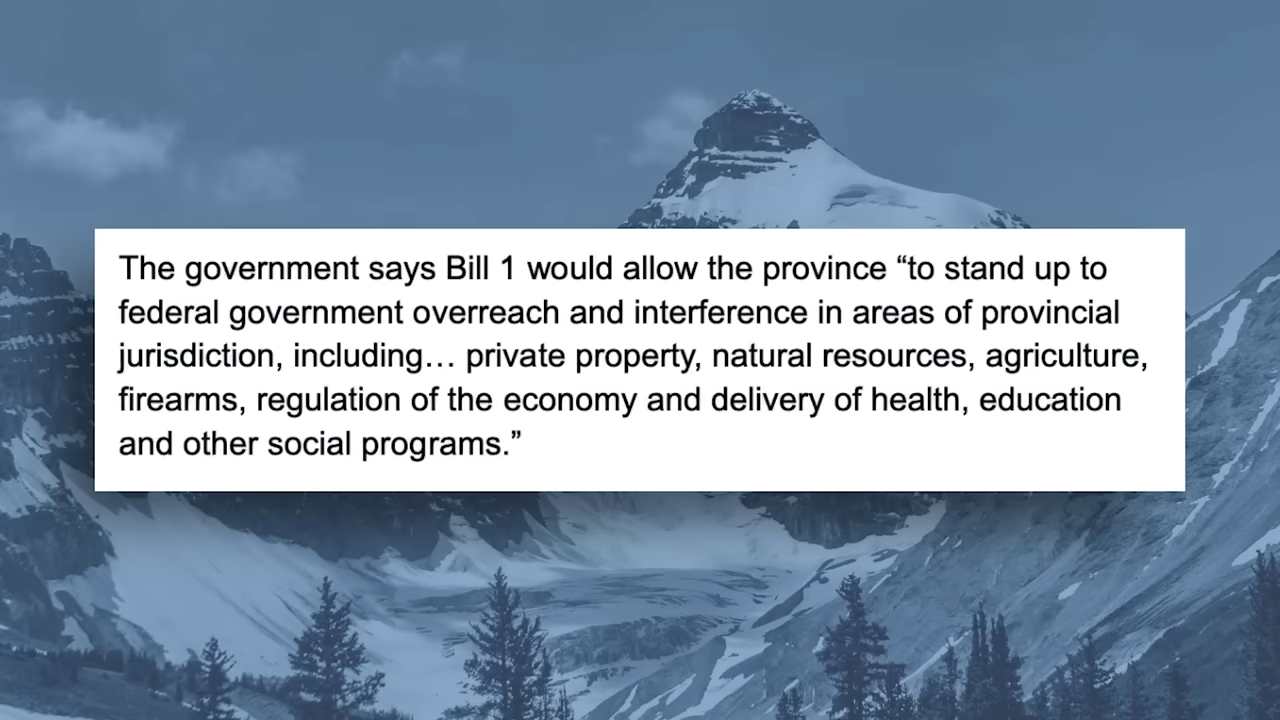 The government says Bill 1 would allow the province “to stand up to
federal government overreach and interference in areas of provincial
jurisdiction, including… private property, natural resources, agriculture,
firearms, regulation of the economy and delivery of health, education
and other social programs.”